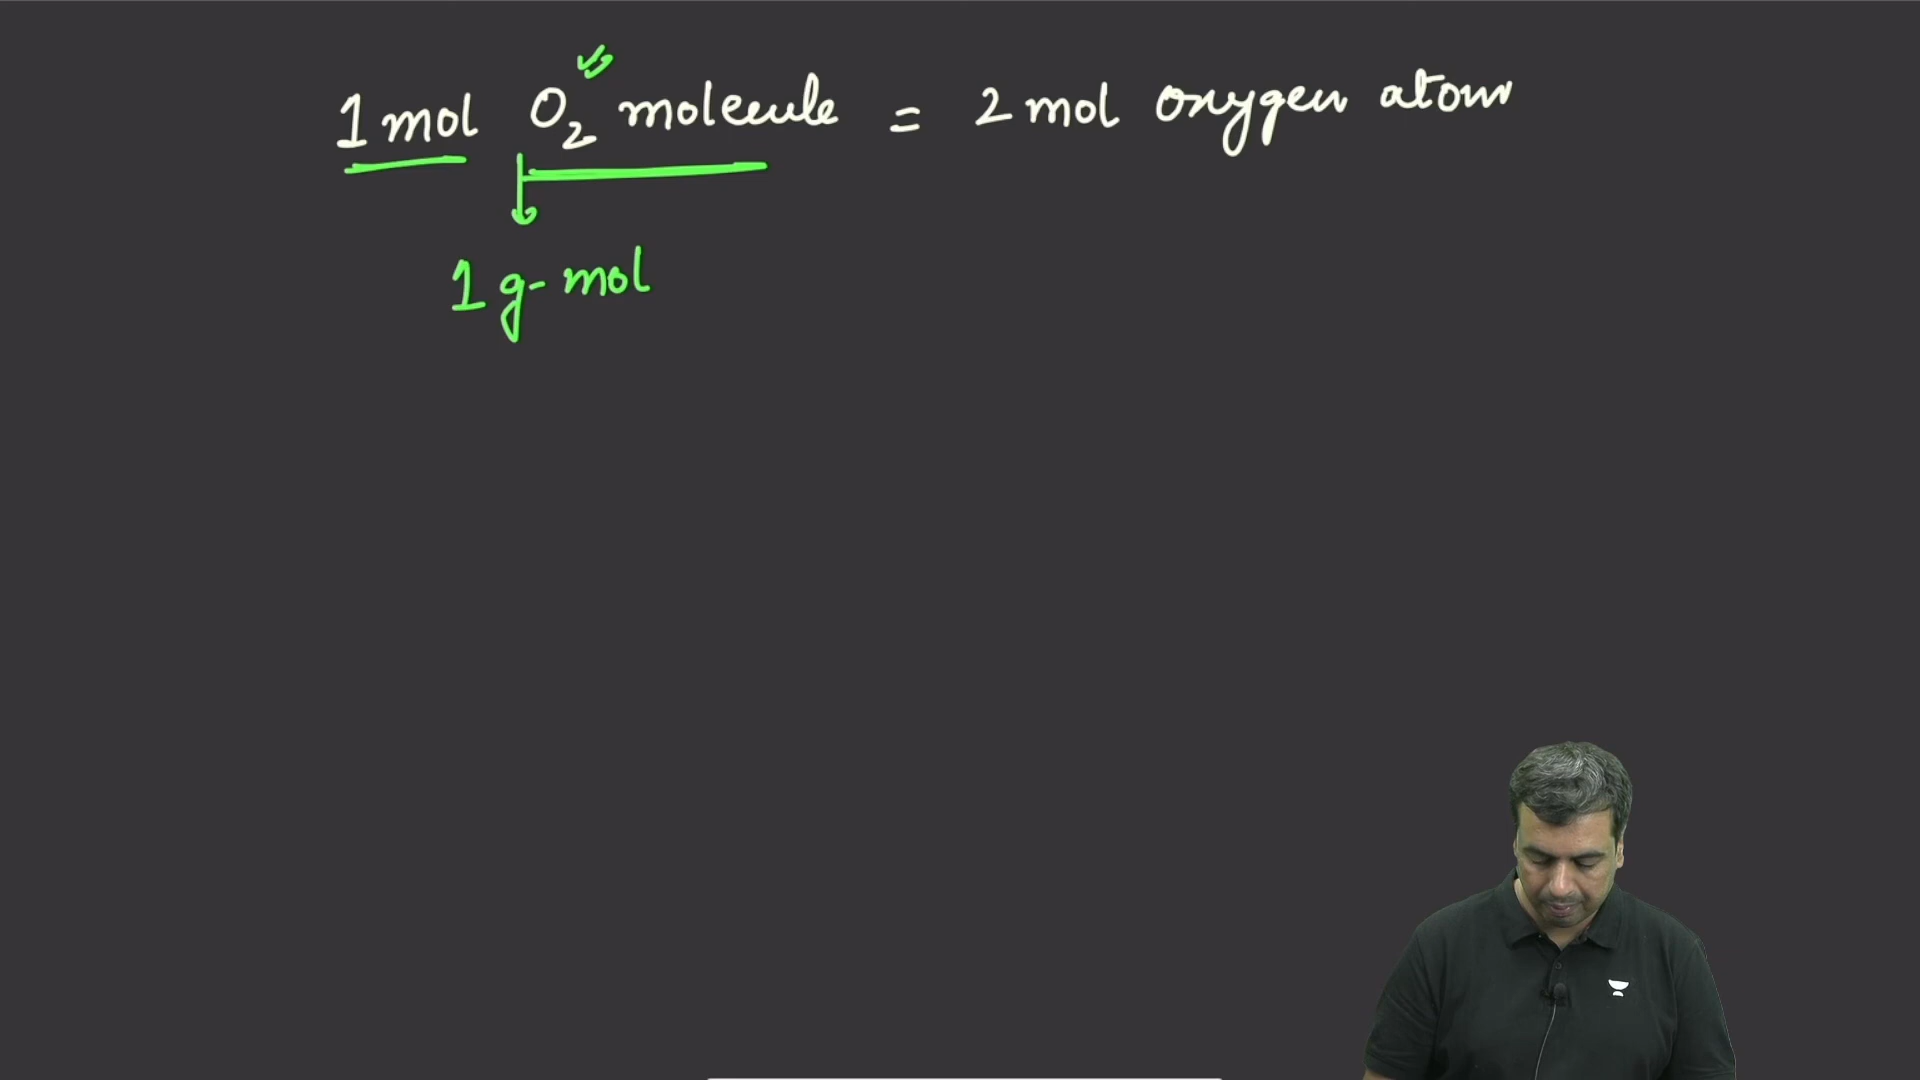 1 mol O₂ molecule = 2 mol oxygen atom
1 g-mol